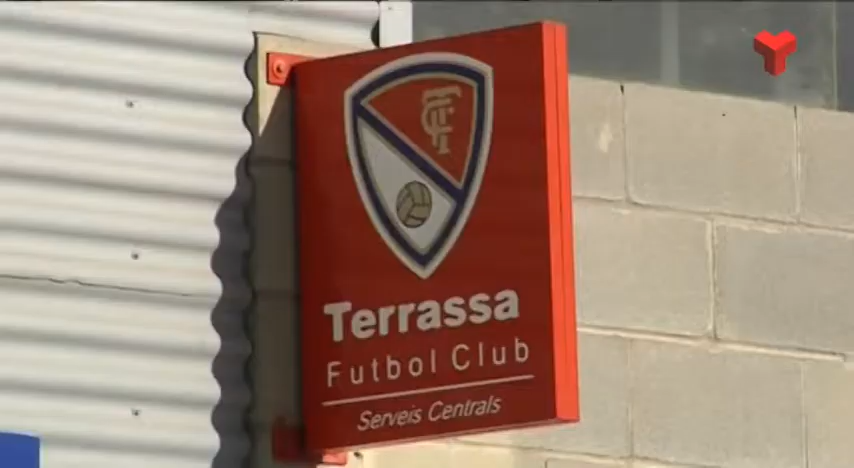 TFC
Terrassa
Futbol Club
Serveis Centrals